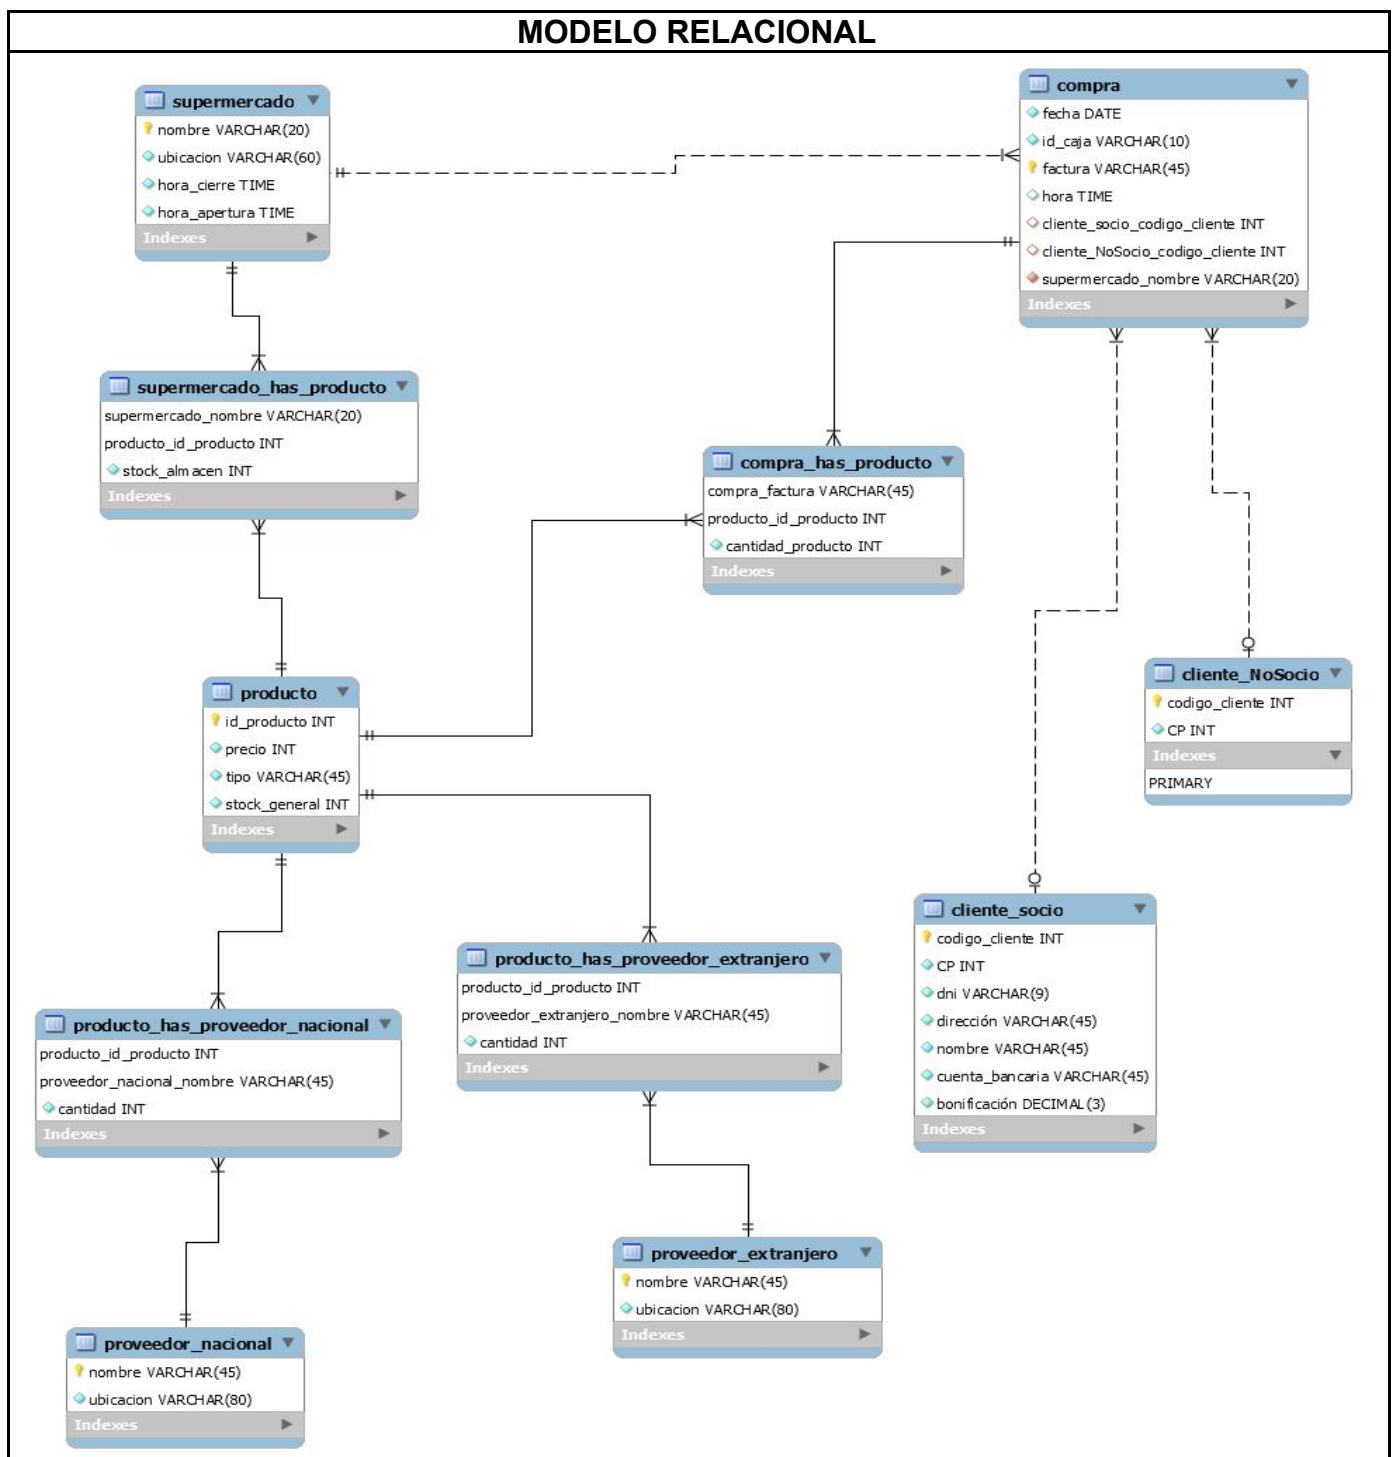 MODELO RELACIONAL
supermercado
nombre VARCHAR(20)
ubicacion VARCHAR(60)
hora_cierre TIME
hora_apertura TIME
Indexes
compra
fecha DATE
id_caja VARCHAR(10)
factura VARCHAR(45)
hora TIME
cliente_socio_codigo_cliente INT
cliente_NoSocio_codigo_cliente INT
supermercado_nombre VARCHAR(20)
Indexes
supermercado_has_producto
supermercado_nombre VARCHAR(20)
producto_id_producto INT
stock_almacen INT
Indexes
compra_has_producto
compra_factura VARCHAR(45)
producto_id_producto INT
cantidad_producto INT
Indexes
producto
id_producto INT
precio INT
tipo VARCHAR(45)
stock_general INT
Indexes
cliente_NoSocio
codigo_cliente INT
CP INT
Indexes
PRIMARY
cliente_socio
codigo_cliente INT
CP INT
dni VARCHAR(9)
dirección VARCHAR(45)
nombre VARCHAR(45)
cuenta_bancaria VARCHAR(45)
bonificación DECIMAL(3)
Indexes
producto_has_proveedor_extranjero
producto_id_producto INT
proveedor_extranjero_nombre VARCHAR(45)
cantidad INT
Indexes
producto_has_proveedor_nacional
producto_id_producto INT
proveedor_nacional_nombre VARCHAR(45)
cantidad INT
Indexes
proveedor_extranjero
nombre VARCHAR(45)
ubicacion VARCHAR(80)
Indexes
proveedor_nacional
nombre VARCHAR(45)
ubicacion VARCHAR(80)
Indexes